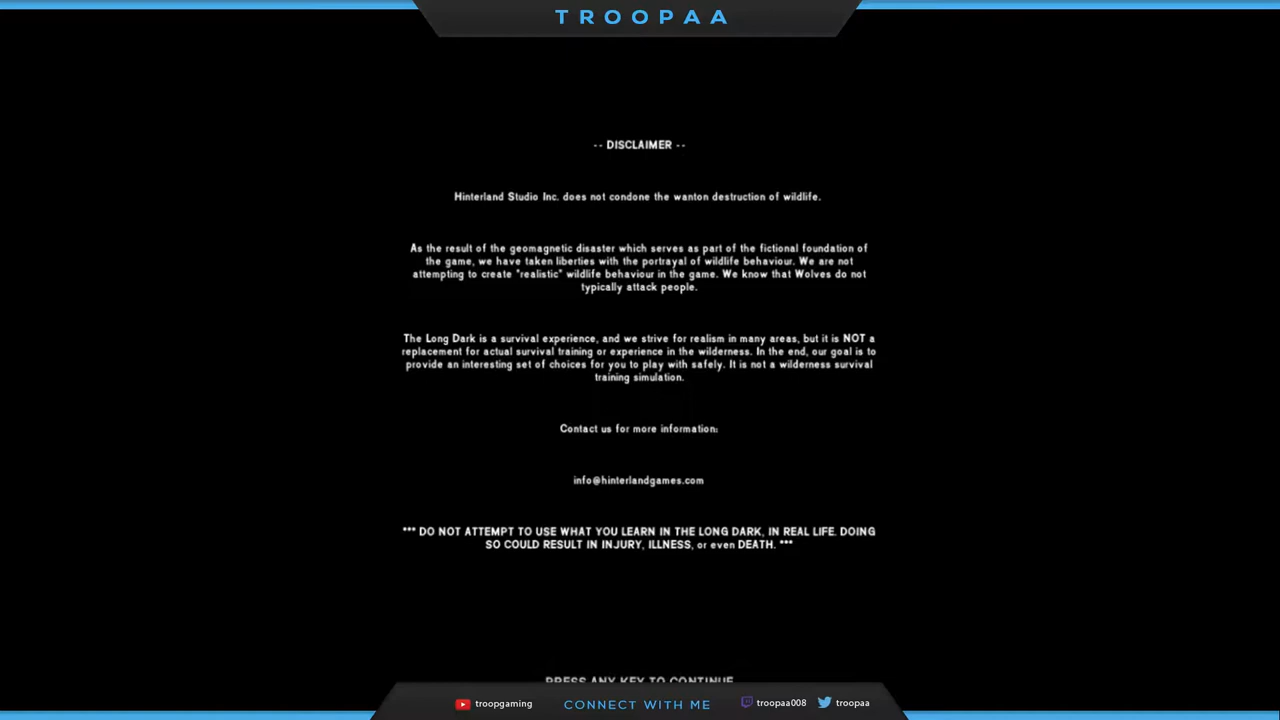 TROOPAA
-- DISCLAIMER --
Hinterland Studio Inc. does not condone the wanton destruction of wildlife.
As the result of the geomagnetic disaster which serves as part of the fictional foundation of
the game, we have taken liberties with the portrayal of wildlife behaviour. We are not
attempting to create "realistic" wildlife behaviour in the game. We know that Wolves do not
typically attack people.
The Long Dark is a survival experience, and we strive for realism in many areas, but it is NOT a
replacement for actual survival training or experience in the wilderness. In the end, our goal is to
provide an interesting set of choices for you to play with safely. It is not a wilderness survival
training simulation.
Contact us for more information:
info@hinterlandgames.com
*** DO NOT ATTEMPT TO USE WHAT YOU LEARN IN THE LONG DARK, IN REAL LIFE. DOING
SO COULD RESULT IN INJURY, ILLNESS, or even DEATH. ***
PRESS ANY KEY TO CONTINUE
troopgaming CONNECT WITH ME troopaa008 troopaa